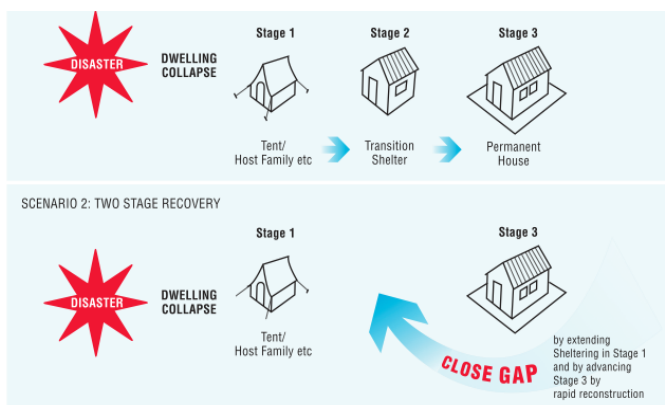 Stage 1
Stage 2
Stage 3
DISASTER
DWELLING
COLLAPSE
Tent/
Host Family etc
Transition
Shelter
Permanent
House
SCENARIO 2: TWO STAGE RECOVERY
Stage 1
Stage 3
DISASTER
DWELLING
COLLAPSE
Tent/
Host Family etc
CLOSE GAP
by extending
Sheltering in Stage 1
and by advancing
Stage 3 by
rapid reconstruction